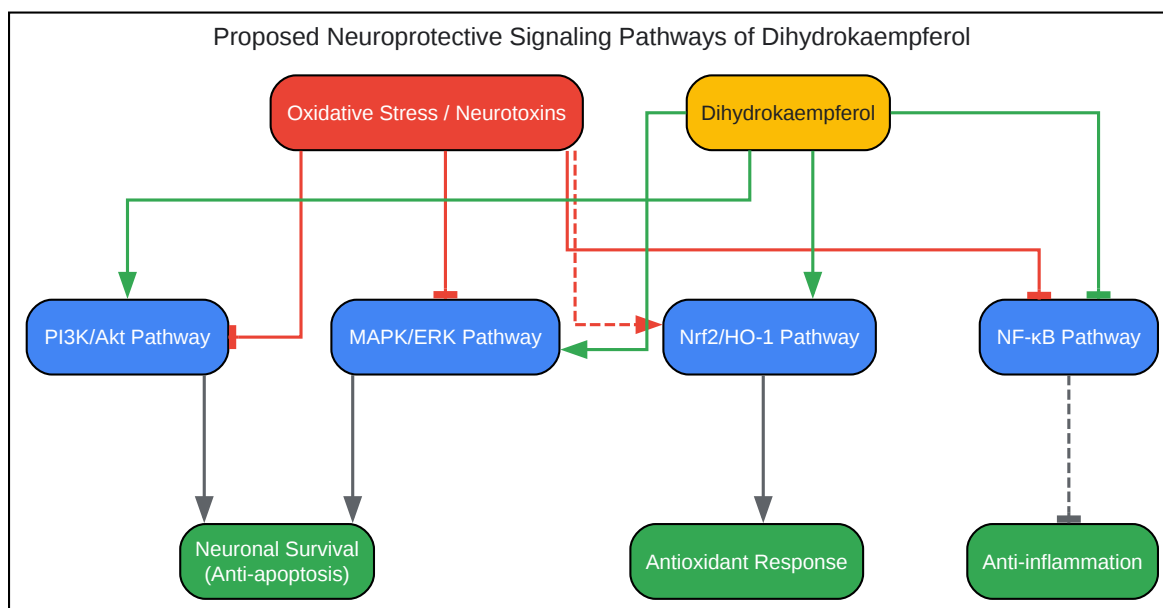 Proposed Neuroprotective Signaling Pathways of Dihydrokaempferol
Oxidative Stress / Neurotoxins
Dihydrokaempferol
PI3K/Akt Pathway
MAPK/ERK Pathway
Nrf2/HO-1 Pathway
NF-κB Pathway
Neuronal Survival
(Anti-apoptosis)
Antioxidant Response
Anti-inflammation